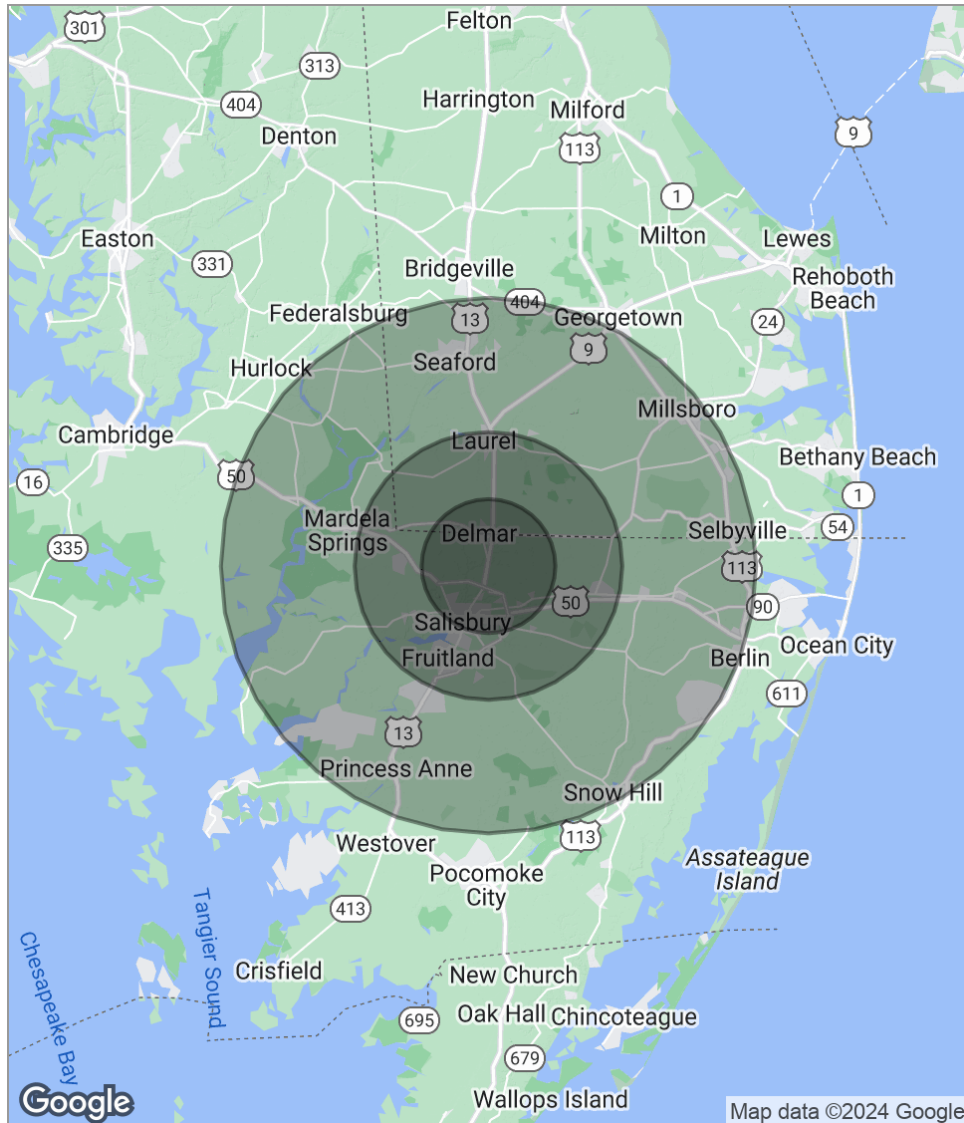 301
Felton
313
404
Harrington
Milford
Denton
113
9
1
Easton
331
Milton
Lewes
Bridgeville
Rehoboth
Beach
404
Federalsburg
13
Georgetown
24
9
Seaford
Hurlock
Millsboro
Cambridge
Laurel
Bethany Beach
50
16
1
Mardela
Springs
Delmar
Selbyville
54
335
113
50
90
Salisbury
Ocean City
Fruitland
Berlin
611
13
Princess Anne
Snow Hill
113
Westover
Assateague
Island
Pocomoke
City
413
Tangier Sound
Chesapeake Bay
Crisfield
New Church
Oak Hall
Chincoteague
695
679
Wallops Island
Google
Map data ©2024 Google